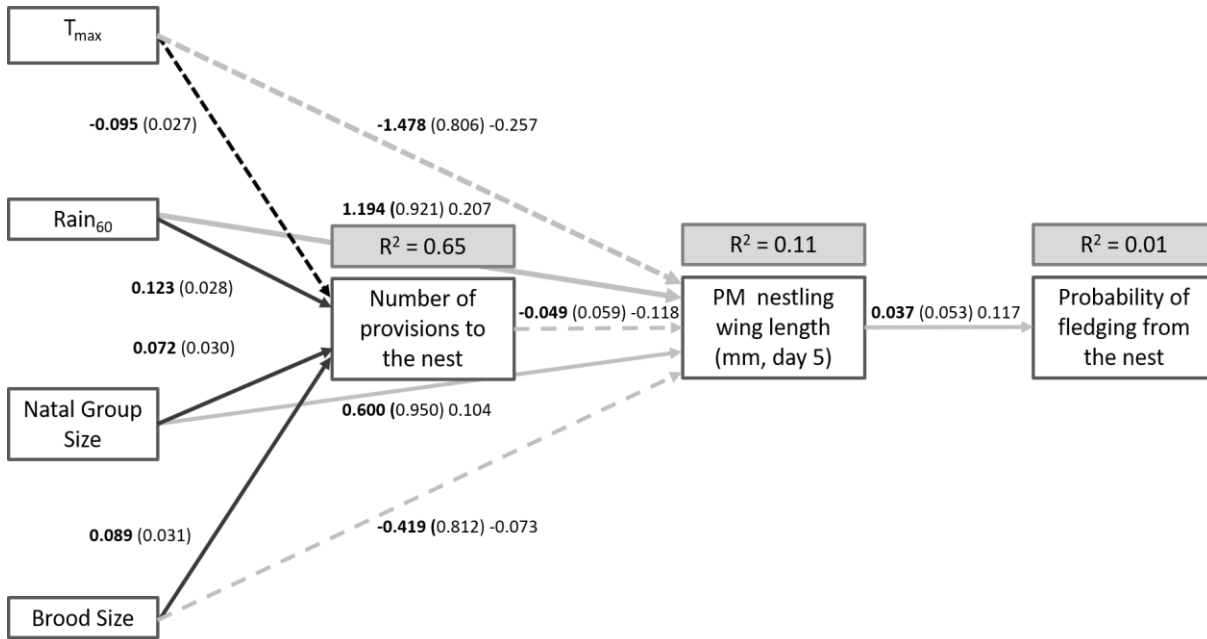 Tmax
-0.095 (0.027)
-1.478 (0.806) -0.257
Rain60
1.194 (0.921) 0.207
R² = 0.65
R² = 0.11
R² = 0.01
0.123 (0.028)
Number of
provisions to
the nest
-0.049 (0.059) -0.118
PM nestling
wing length
(mm, day 5)
0.037 (0.053) 0.117
Probability of
fledging from
the nest
0.072 (0.030)
Natal Group
Size
0.600 (0.950) 0.104
0.089 (0.031)
-0.419 (0.812) -0.073
Brood Size